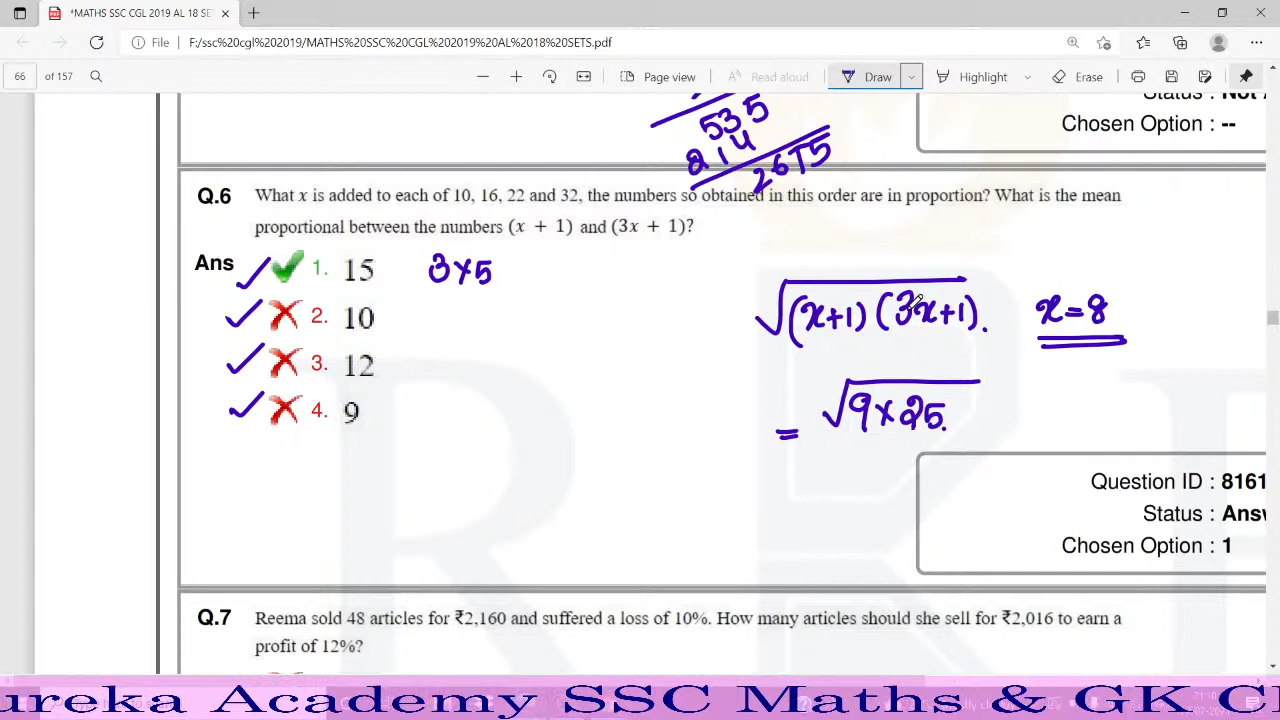 *MATHS SSC CGL 2019 AL 18 SETS
File F:/ssc%20cgl%202019/MATHS%20SSC%20CGL%202019%20AL%2018%20SETS.pdf
66 of 157 Page view Read aloud Draw Highlight Erase
Chosen Option : --
535
214
2675
Q.6 What x is added to each of 10, 16, 22 and 32, the numbers so obtained in this order are in proportion? What is the mean
proportional between the numbers (x + 1) and (3x + 1)?
Ans 1. 15 3×5
2. 10 √(x+1)(3x+1). x=8
3. 12
4. 9 = √9×25.
Question ID : 8161
Status : Answ
Chosen Option : 1
Q.7 Reema sold 48 articles for ₹2,160 and suffered a loss of 10%. How many articles should she sell for ₹2,016 to earn a
profit of 12%?
ureka Academy SSC Maths & GK C